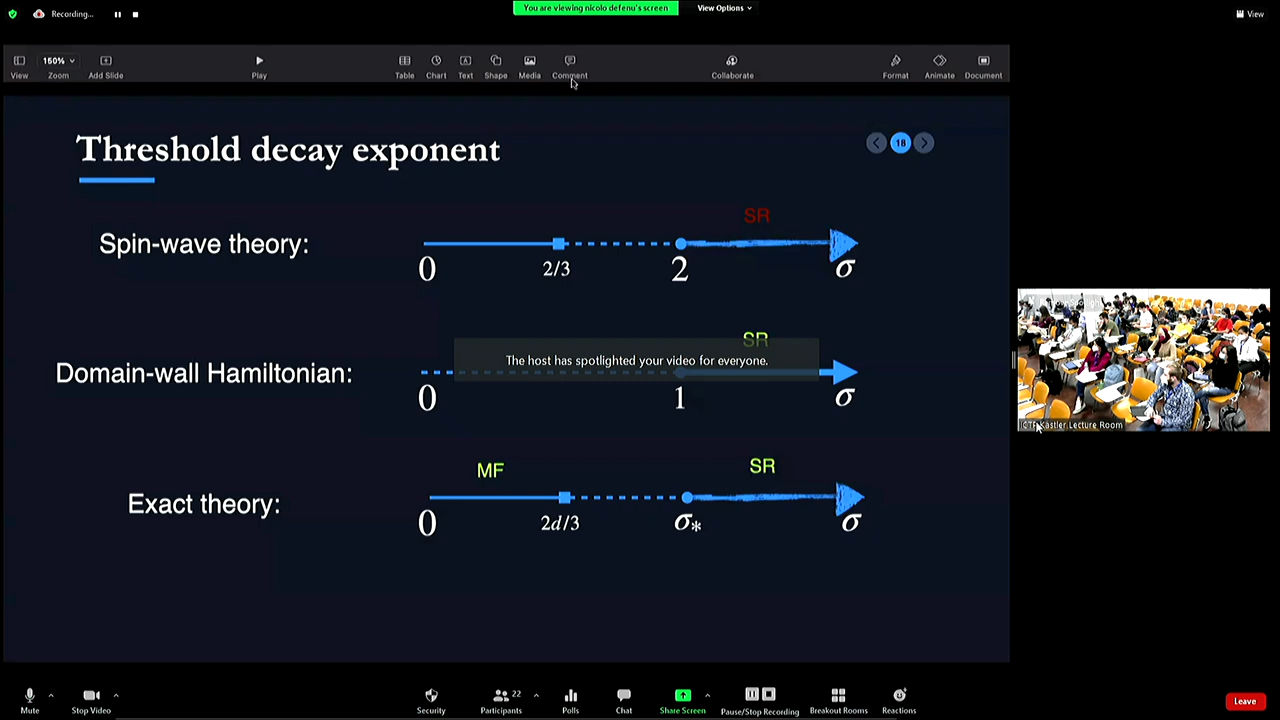 Recording...
You are viewing nicolo defenu's screen
View Options
View
150%
View
Zoom
Add Slide
Play
Table
Chart
Text
Shape
Media
Comment
Collaborate
Format
Animate
Document
Threshold decay exponent
18
SR
Spin-wave theory:
0
2/3
2
σ
SR
The host has spotlighted your video for everyone.
Domain-wall Hamiltonian:
0
1
σ
Kastler Lecture Room
MF
SR
Exact theory:
0
2d/3
σ*
σ
Mute
Stop Video
Security
Participants
22
Polls
Chat
Share Screen
Pause/Stop Recording
Breakout Rooms
Reactions
Leave